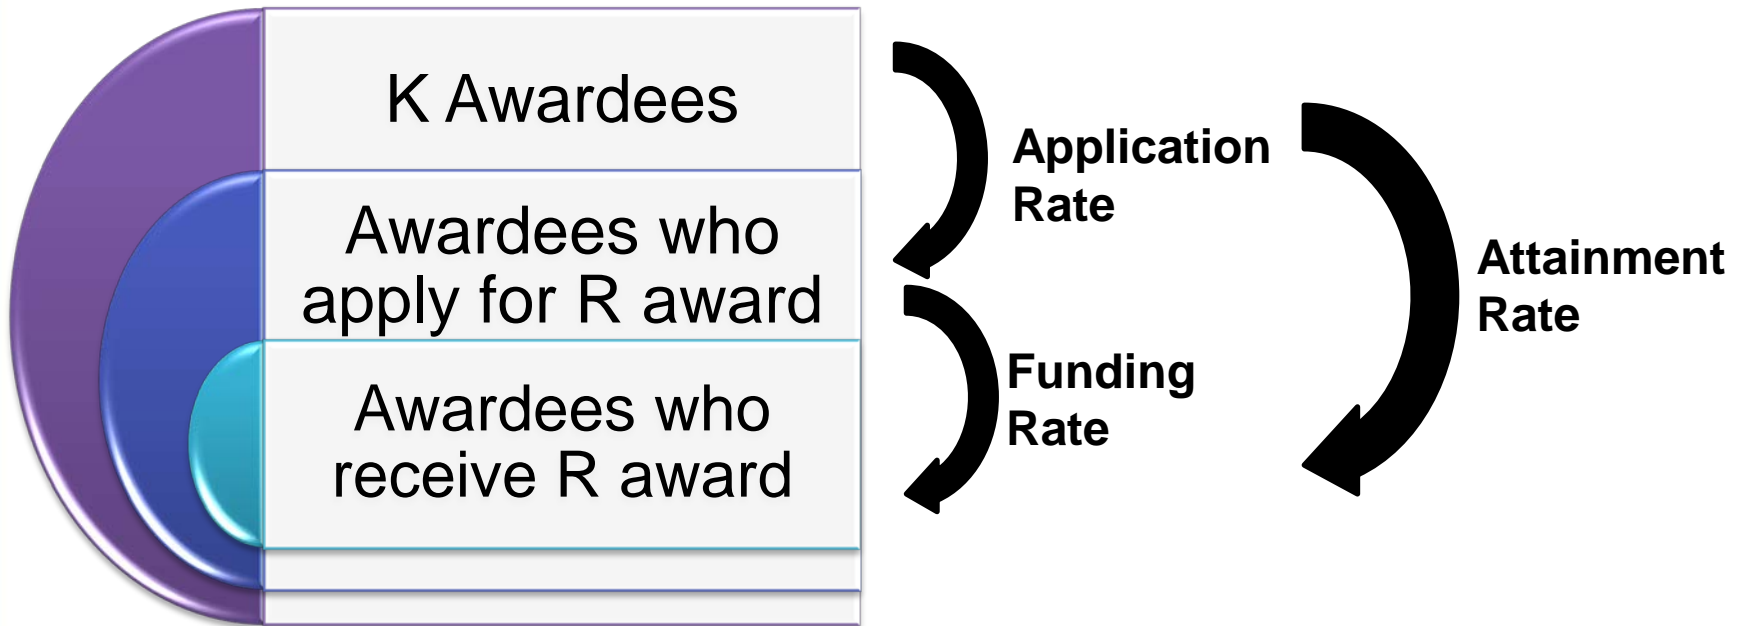 K Awardees
Awardees who
apply for R award
Awardees who
receive R award
Application
Rate
Funding
Rate
Attainment
Rate